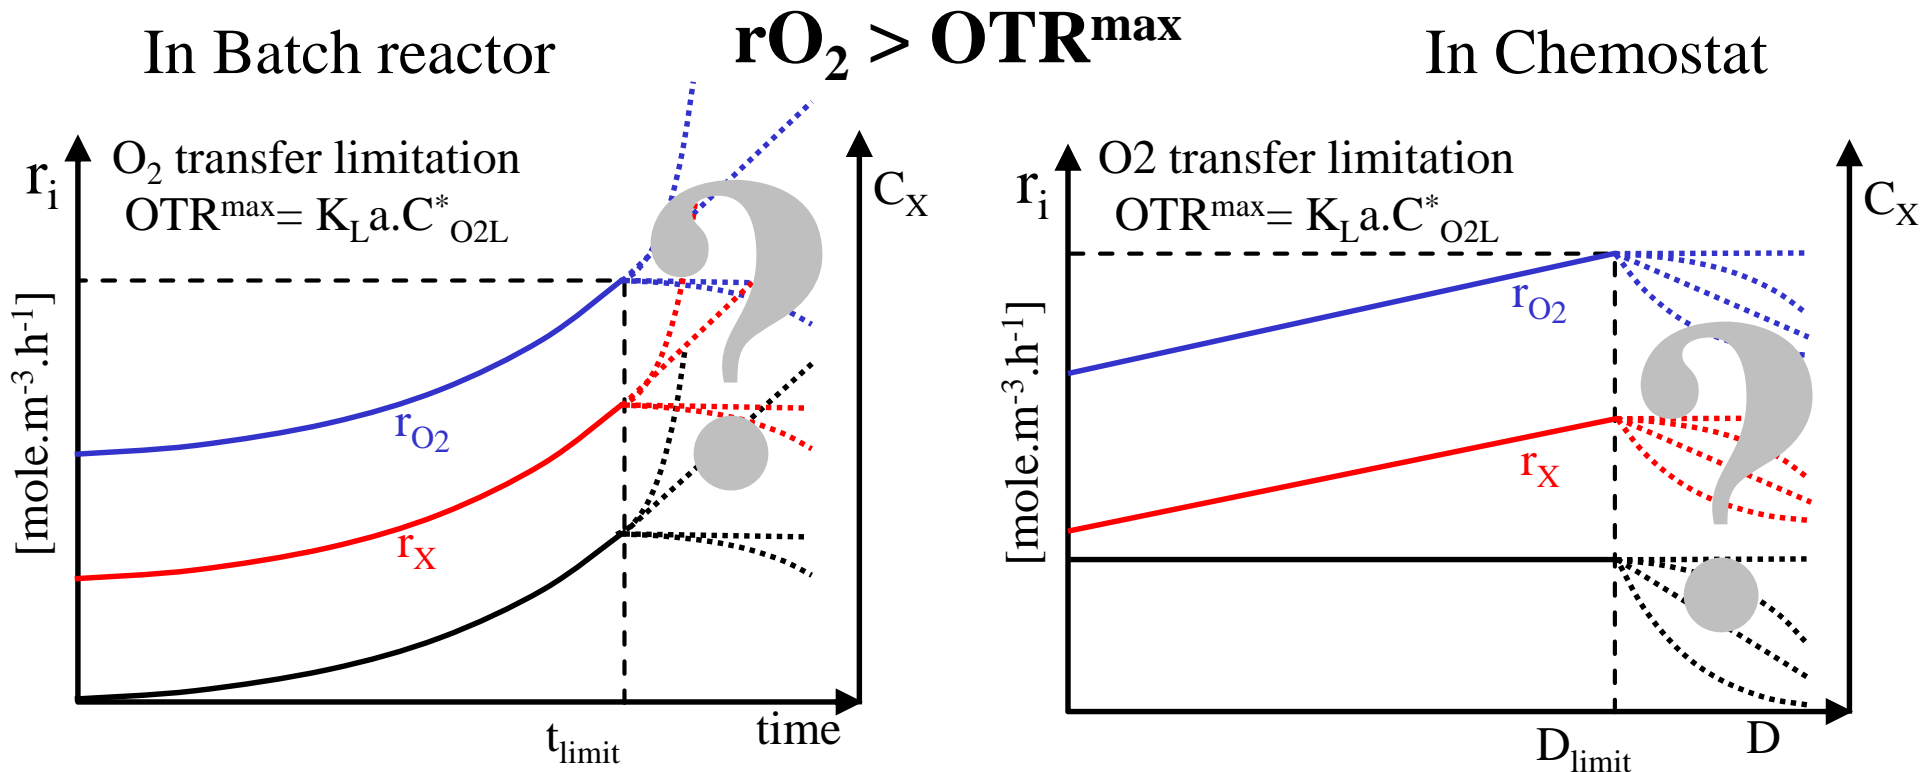 rO2 > OTRmax
In Batch reactor
In Chemostat
O2 transfer limitation
OTRmax= KLa.C*O2L
ri
CX
[mole.m-3.h-1]
rO2
rX
tlimit
time
?
O2 transfer limitation
OTRmax= KLa.C*O2L
ri
CX
[mole.m-3.h-1]
rO2
rX
Dlimit
D
?